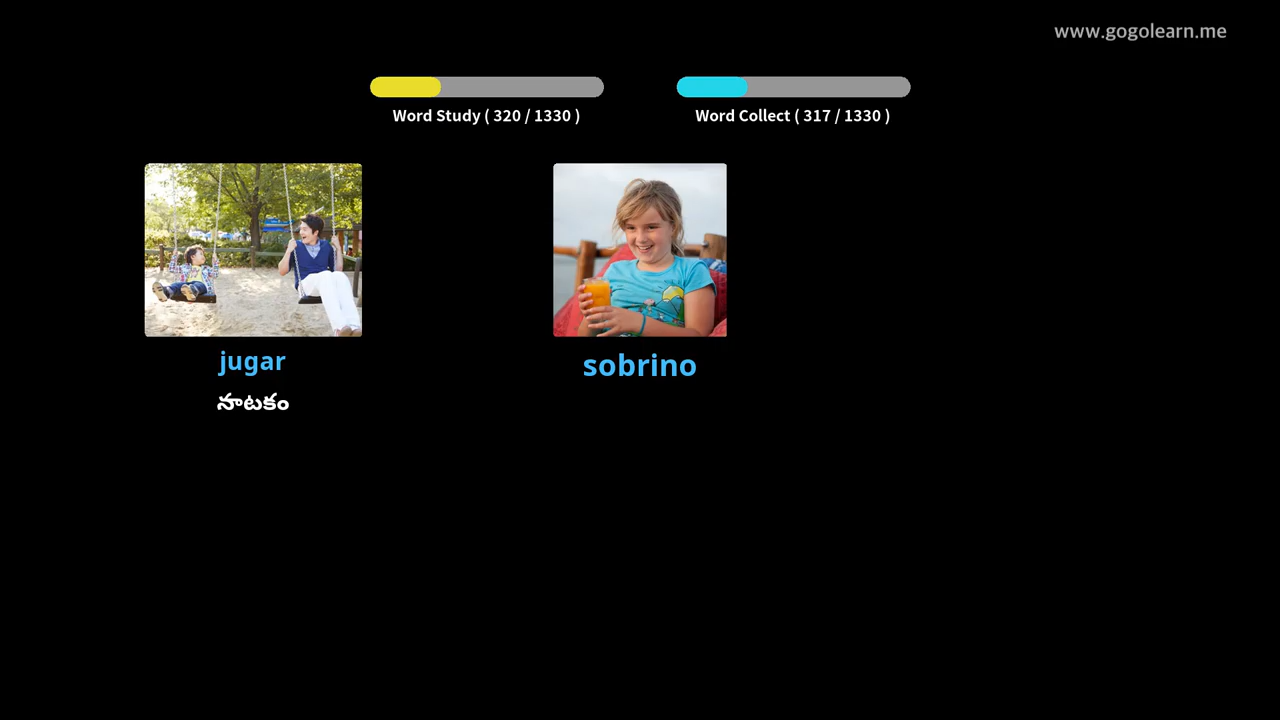 www.gogolearn.me
Word Study ( 320 / 1330 )
Word Collect ( 317 / 1330 )
jugar
నాటకం
sobrino